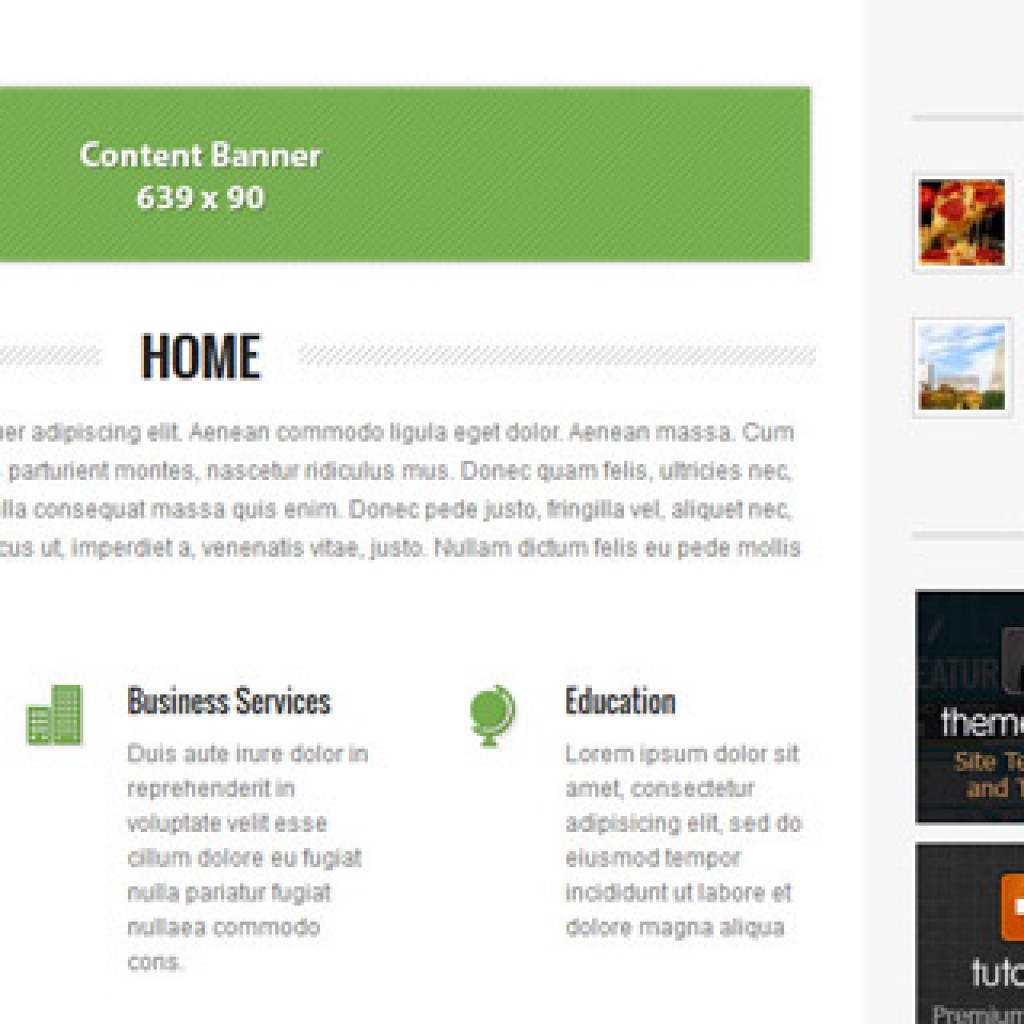 Content Banner
639 x 90
HOME
adipiscing elit. Aenean commodo ligula eget dolor. Aenean massa. Cum
parturient montes, nascetur ridiculus mus. Donec quam felis, ultricies nec,
consequat massa quis enim. Donec pede justo, fringilla vel, aliquet nec,
ut, imperdiet a, venenatis vitae, justo. Nullam dictum felis eu pede mollis
Business Services
Duis aute irure dolor in
reprehenderit in
voluptate velit esse
cillum dolore eu fugiat
nulla pariatur fugiat
nullaea commodo
cons.
Education
Lorem ipsum dolor sit
amet, consectetur
adipisicing elit, sed do
eiusmod tempor
incididunt ut labore et
dolore magna aliqua
EATUR
them
Site Te
and T
tuto
Premium